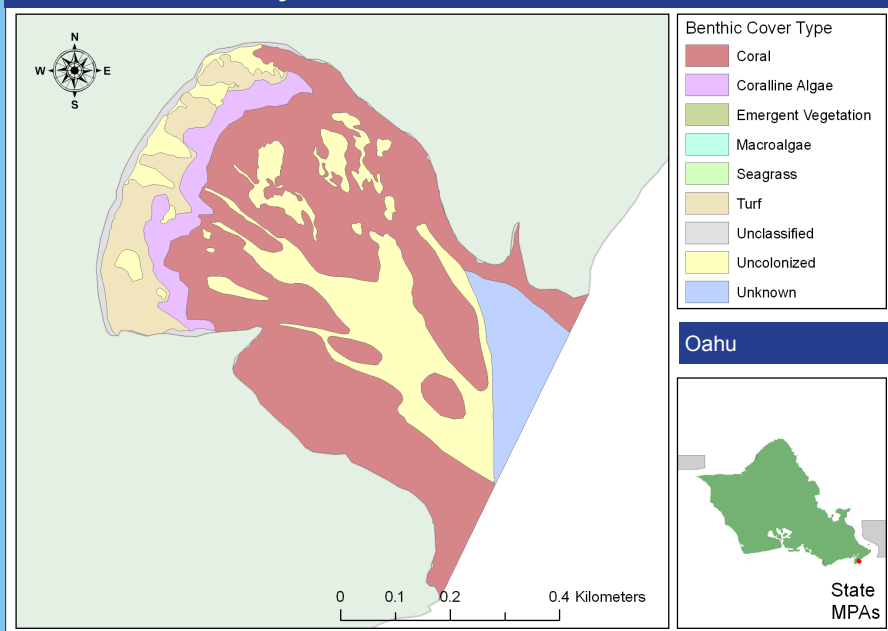 N
W
E
S
0
0.1
0.2
0.4 Kilometers
Benthic Cover Type
Coral
Coralline Algae
Emergent Vegetation
Macroalgae
Seagrass
Turf
Unclassified
Uncolonized
Unknown
Oahu
State
MPAs